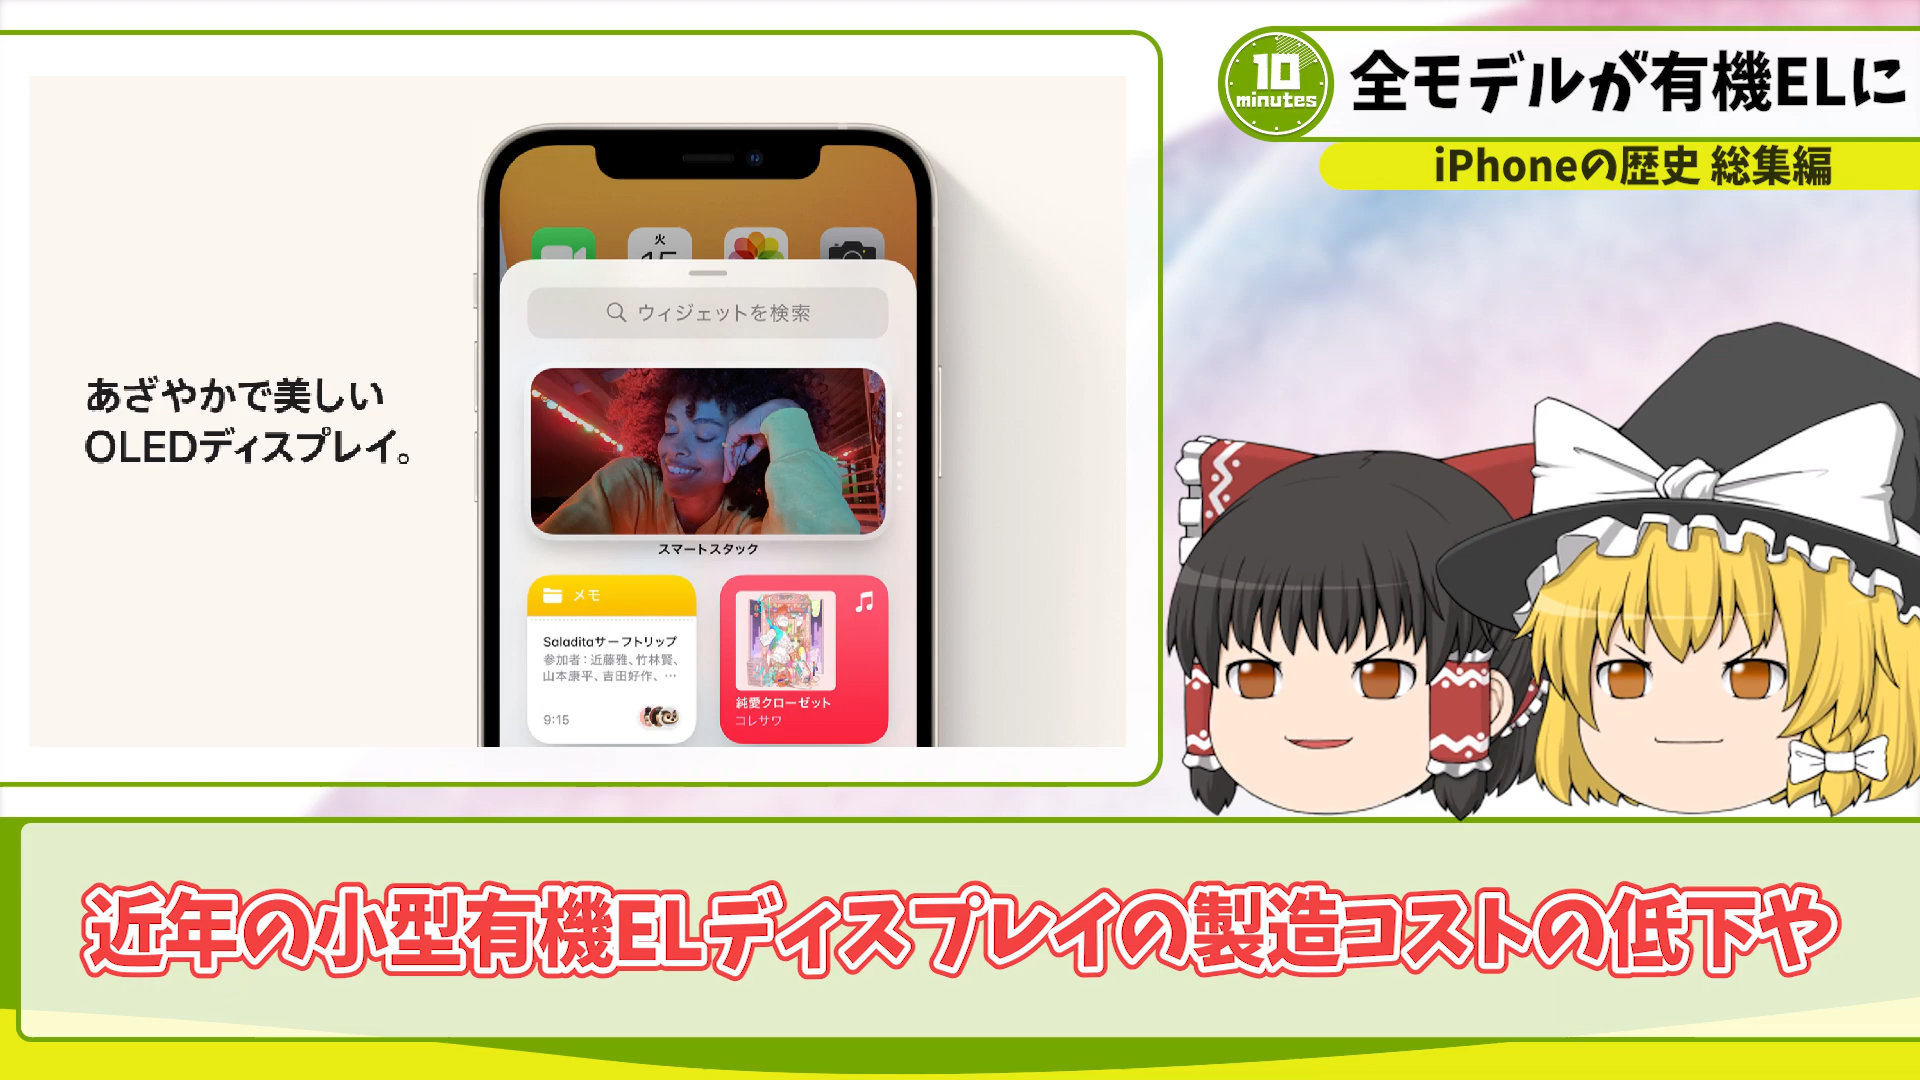 10
minutes
全モデルが有機ELに
iPhoneの歴史 総集編
あざやかで美しい
OLEDディスプレイ。
火
ウィジェットを検索
スマートスタック
メモ
Saladitaサーフトリップ
参加者：近藤雅、竹林賢、
山本康平、吉田好作、…
9:15
純愛クローゼット
コレサワ
近年の小型有機ELディスプレイの製造コストの低下や